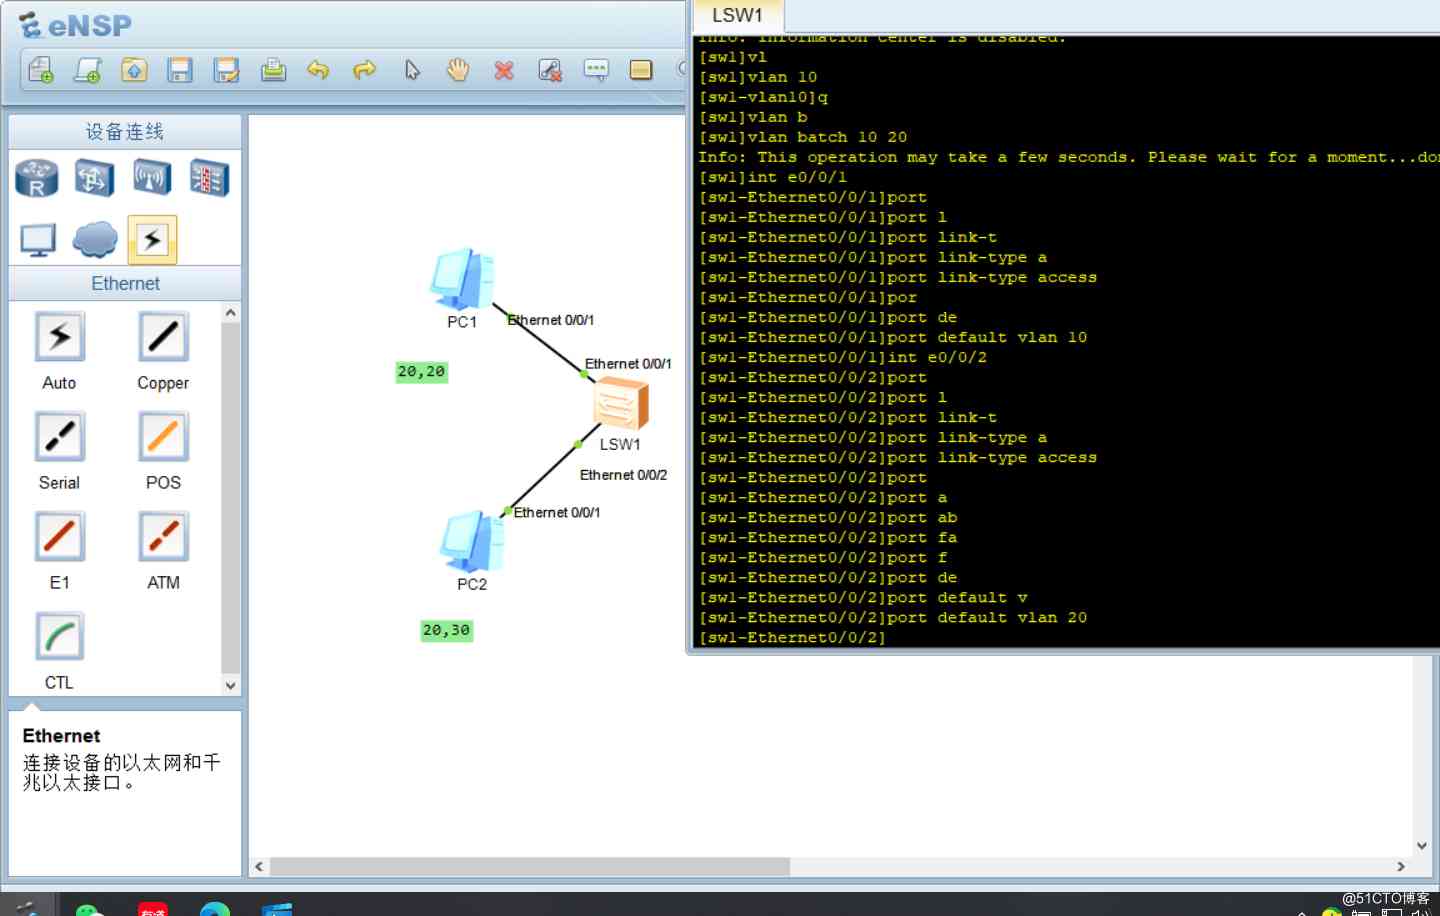 eNSP
设备连线
R
Ethernet
Auto
Copper
Serial
POS
E1
ATM
CTL
Ethernet
连接设备的以太网和千
兆以太接口。
PC1
Ethernet 0/0/1
Ethernet 0/0/1
20,20
LSW1
Ethernet 0/0/2
Ethernet 0/0/1
PC2
20,30
LSW1
Info: Information center is disabled.
[sw1]vl
[sw1]vlan 10
[sw1-vlan10]q
[sw1]vlan b
[sw1]vlan batch 10 20
Info: This operation may take a few seconds. Please wait for a moment...don
[sw1]int e0/0/1
[sw1-Ethernet0/0/1]port
[sw1-Ethernet0/0/1]port l
[sw1-Ethernet0/0/1]port link-t
[sw1-Ethernet0/0/1]port link-type a
[sw1-Ethernet0/0/1]port link-type access
[sw1-Ethernet0/0/1]por
[sw1-Ethernet0/0/1]port de
[sw1-Ethernet0/0/1]port default vlan 10
[sw1-Ethernet0/0/1]int e0/0/2
[sw1-Ethernet0/0/2]port
[sw1-Ethernet0/0/2]port l
[sw1-Ethernet0/0/2]port link-t
[sw1-Ethernet0/0/2]port link-type a
[sw1-Ethernet0/0/2]port link-type access
[sw1-Ethernet0/0/2]port
[sw1-Ethernet0/0/2]port a
[sw1-Ethernet0/0/2]port ab
[sw1-Ethernet0/0/2]port fa
[sw1-Ethernet0/0/2]port f
[sw1-Ethernet0/0/2]port de
[sw1-Ethernet0/0/2]port default v
[sw1-Ethernet0/0/2]port default vlan 20
[sw1-Ethernet0/0/2]
有道
@51CTO博客